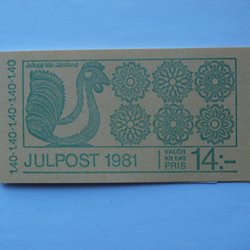 Jultupp från Jämtland
1.40·1.40·1.40·1.40·1.40
JULPOST 1981
VALÖR
KR 1:40
PRIS
14:–